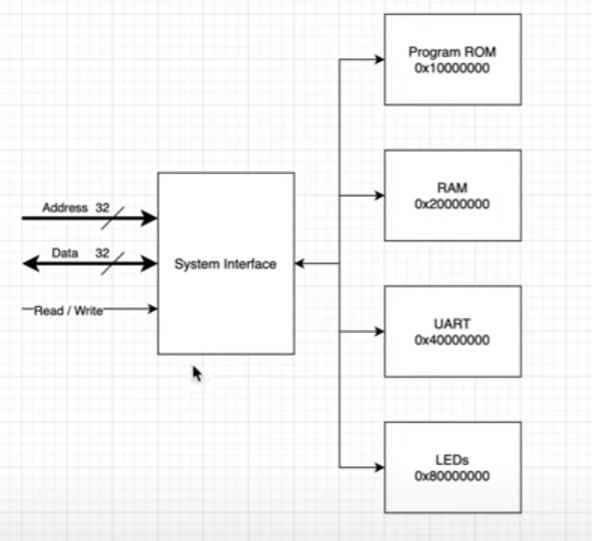 Program ROM
0x10000000
RAM
0x20000000
Address 32
Data 32
System Interface
Read / Write
UART
0x40000000
LEDs
0x80000000